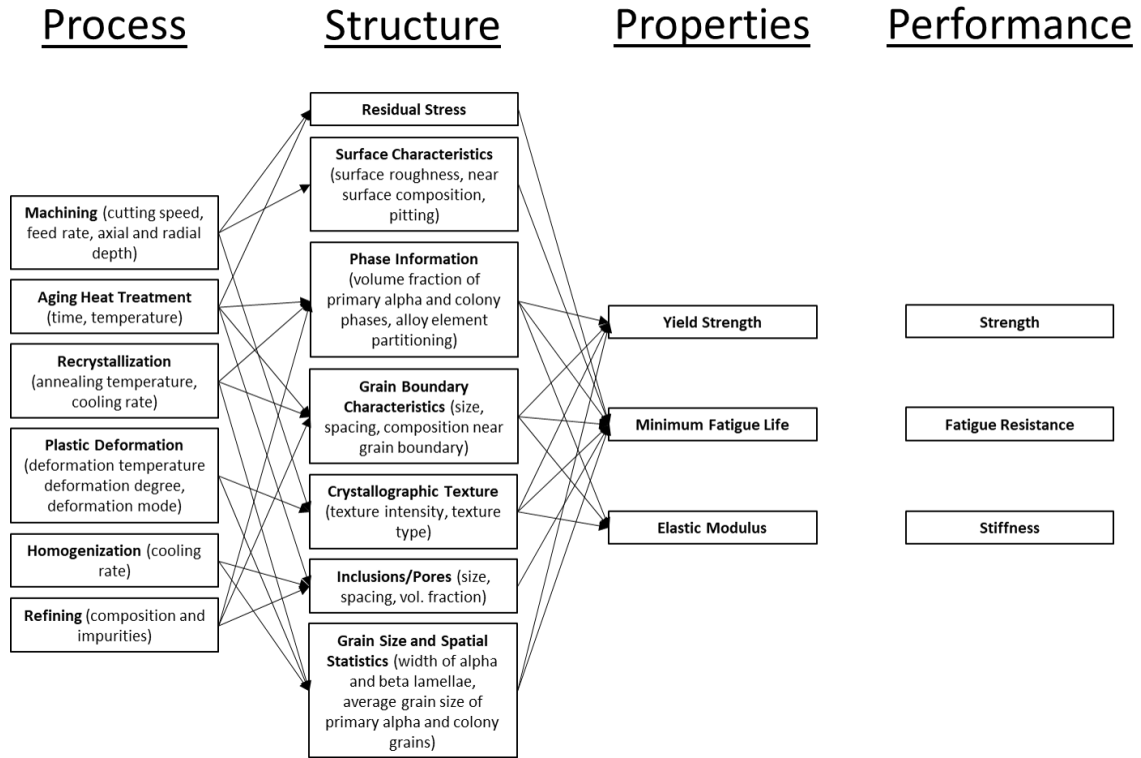 Process
Structure
Properties
Performance
Machining (cutting speed,
feed rate, axial and radial
depth)
Aging Heat Treatment
(time, temperature)
Recrystallization
(annealing temperature,
cooling rate)
Plastic Deformation
(deformation temperature
deformation degree,
deformation mode)
Homogenization (cooling
rate)
Refining (composition and
impurities)
Residual Stress
Surface Characteristics
(surface roughness, near
surface composition,
pitting)
Phase Information
(volume fraction of
primary alpha and colony
phases, alloy element
partitioning)
Grain Boundary
Characteristics (size,
spacing, composition near
grain boundary)
Crystallographic Texture
(texture intensity, texture
type)
Inclusions/Pores (size,
spacing, vol. fraction)
Grain Size and Spatial
Statistics (width of alpha
and beta lamellae,
average grain size of
primary alpha and colony
grains)
Yield Strength
Minimum Fatigue Life
Elastic Modulus
Strength
Fatigue Resistance
Stiffness